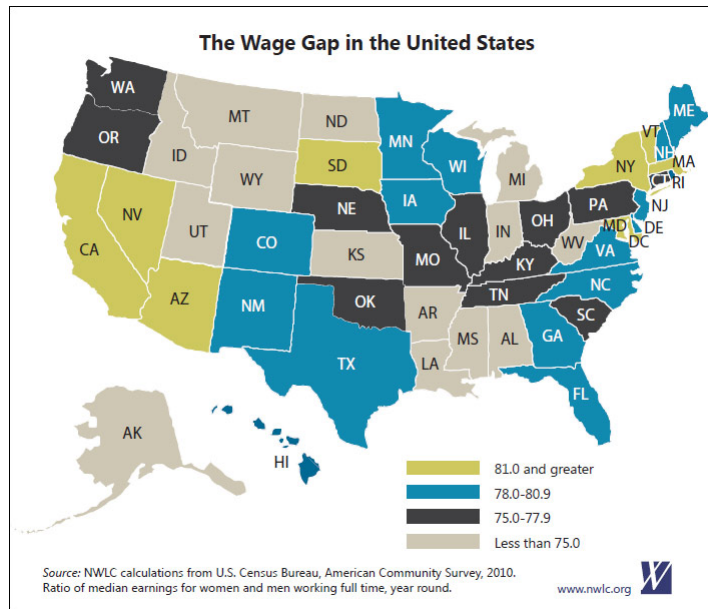 The Wage Gap in the United States
WA
OR
MT
ND
MN
ME
VT
NH
ID
SD
WI
NY
MA
WY
MI
RI
NE
IA
PA
NJ
NV
UT
IL
IN
OH
MD
DE
CA
CO
WV
DC
KS
MO
VA
KY
NC
AZ
NM
OK
TN
AR
SC
MS
AL
GA
TX
LA
FL
AK
HI
81.0 and greater
78.0-80.9
75.0-77.9
Less than 75.0
Source: NWLC calculations from U.S. Census Bureau, American Community Survey, 2010.
Ratio of median earnings for women and men working full time, year round.
www.nwlc.org
W